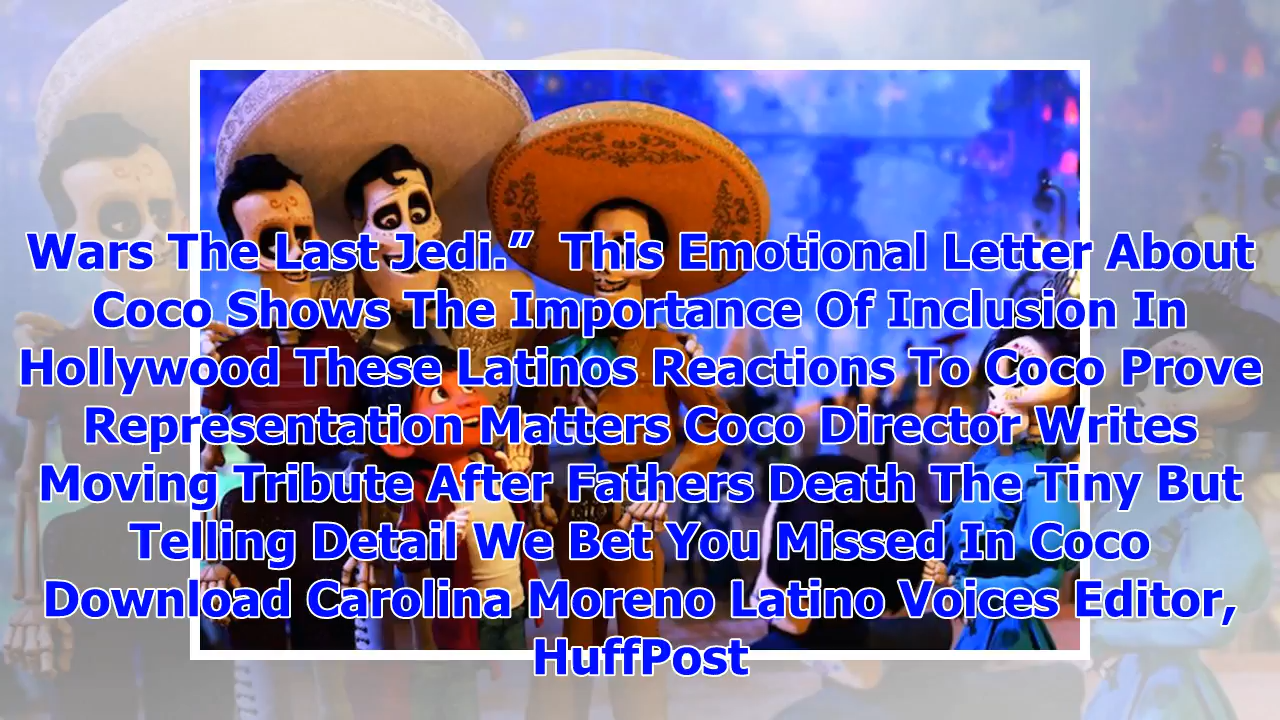 Wars The Last Jedi.” This Emotional Letter About
Coco Shows The Importance Of Inclusion In
Hollywood These Latinos Reactions To Coco Prove
Representation Matters Coco Director Writes
Moving Tribute After Fathers Death The Tiny But
Telling Detail We Bet You Missed In Coco
Download Carolina Moreno Latino Voices Editor,
HuffPost